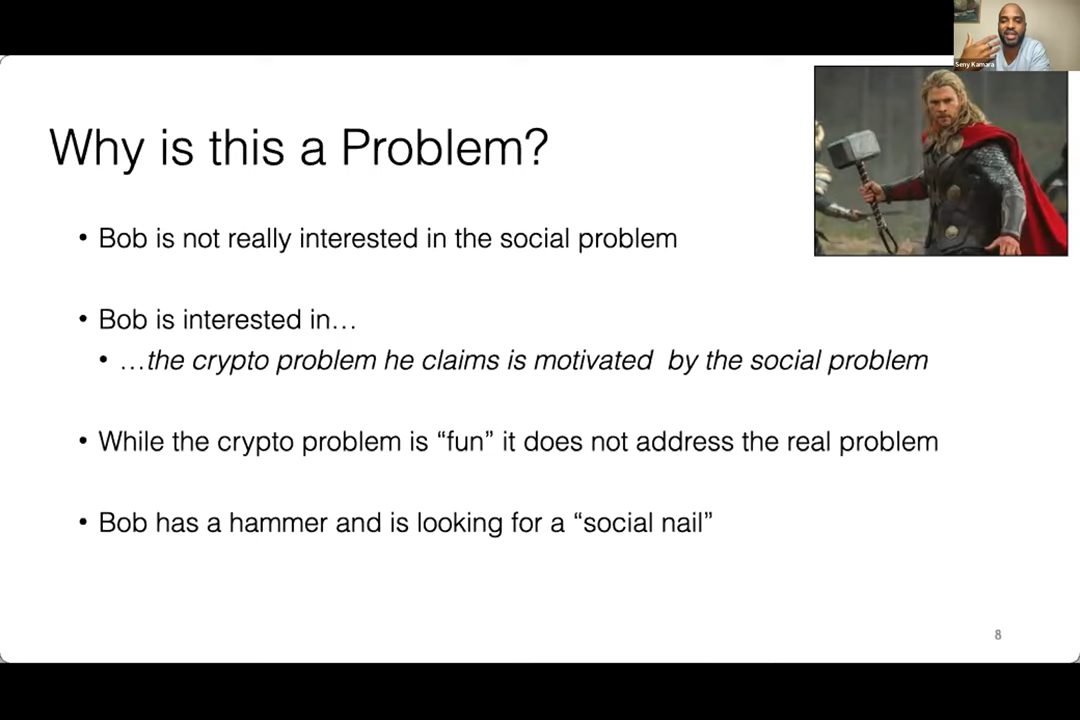 Seny Kamara
Why is this a Problem?
• Bob is not really interested in the social problem
• Bob is interested in…
• …the crypto problem he claims is motivated  by the social problem
• While the crypto problem is “fun” it does not address the real problem
• Bob has a hammer and is looking for a “social nail”
8